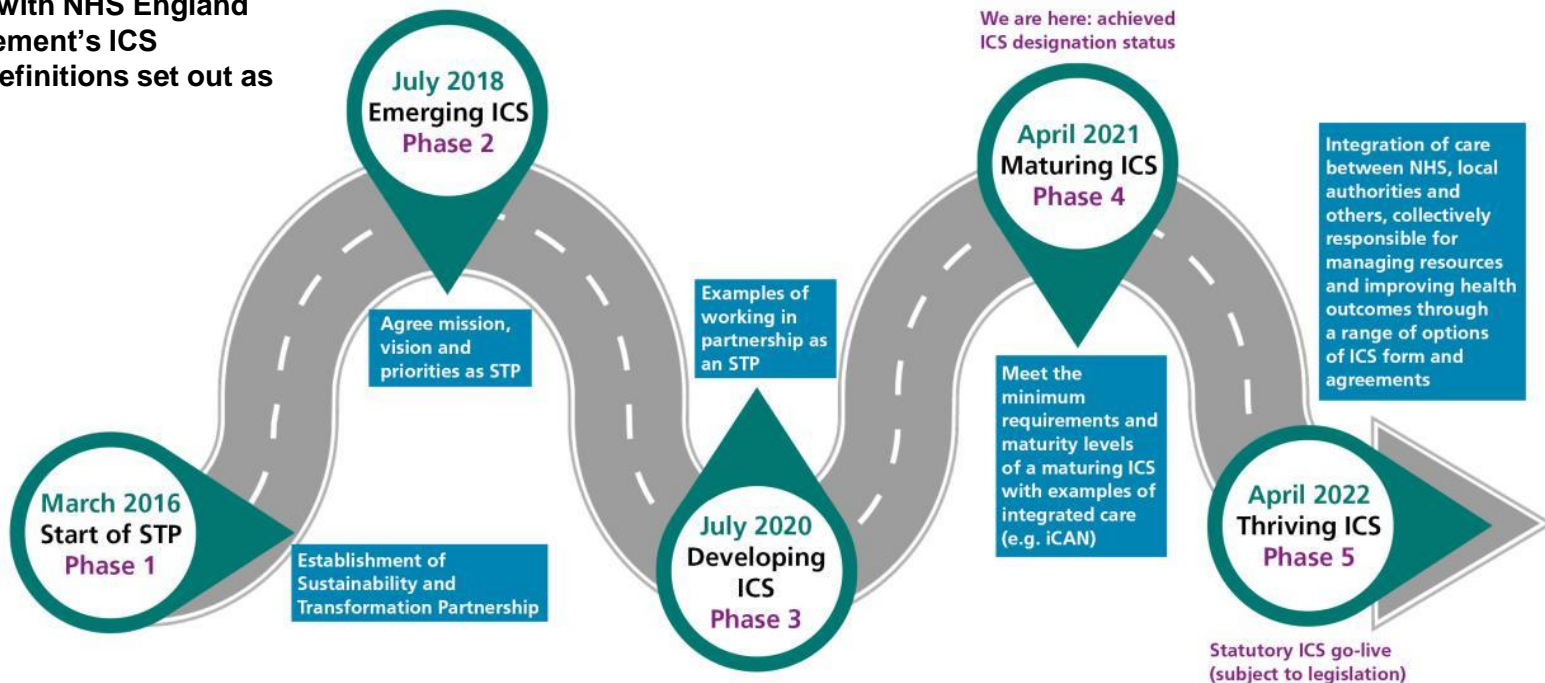 with NHS England
ement's ICS
efinitions set out as
March 2016
Start of STP
Phase 1
Establishment of
Sustainability and
Transformation Partnership
July 2018
Emerging ICS
Phase 2
Agree mission,
vision and
priorities as STP
Examples of
working in
partnership as
an STP
July 2020
Developing
ICS
Phase 3
We are here: achieved
ICS designation status
April 2021
Maturing ICS
Phase 4
Meet the
minimum
requirements and
maturity levels
of a maturing ICS
with examples of
integrated care
(e.g. iCAN)
Integration of care
between NHS, local
authorities and
others, collectively
responsible for
managing resources
and improving health
outcomes through
a range of options
of ICS form and
agreements
April 2022
Thriving ICS
Phase 5
Statutory ICS go-live
(subject to legislation)